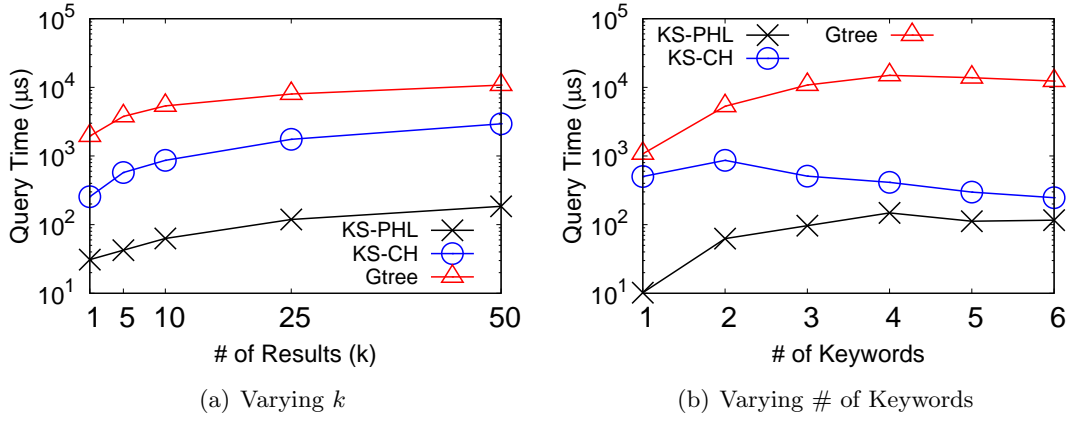 Query Time (µs)
10^5
10^4
10^3
10^2
10^1
KS-PHL
KS-CH
Gtree
1 5 10 25 50
# of Results (k)
(a) Varying k
Query Time (µs)
10^5
10^4
10^3
10^2
10^1
KS-PHL
KS-CH
Gtree
1 2 3 4 5 6
# of Keywords
(b) Varying # of Keywords